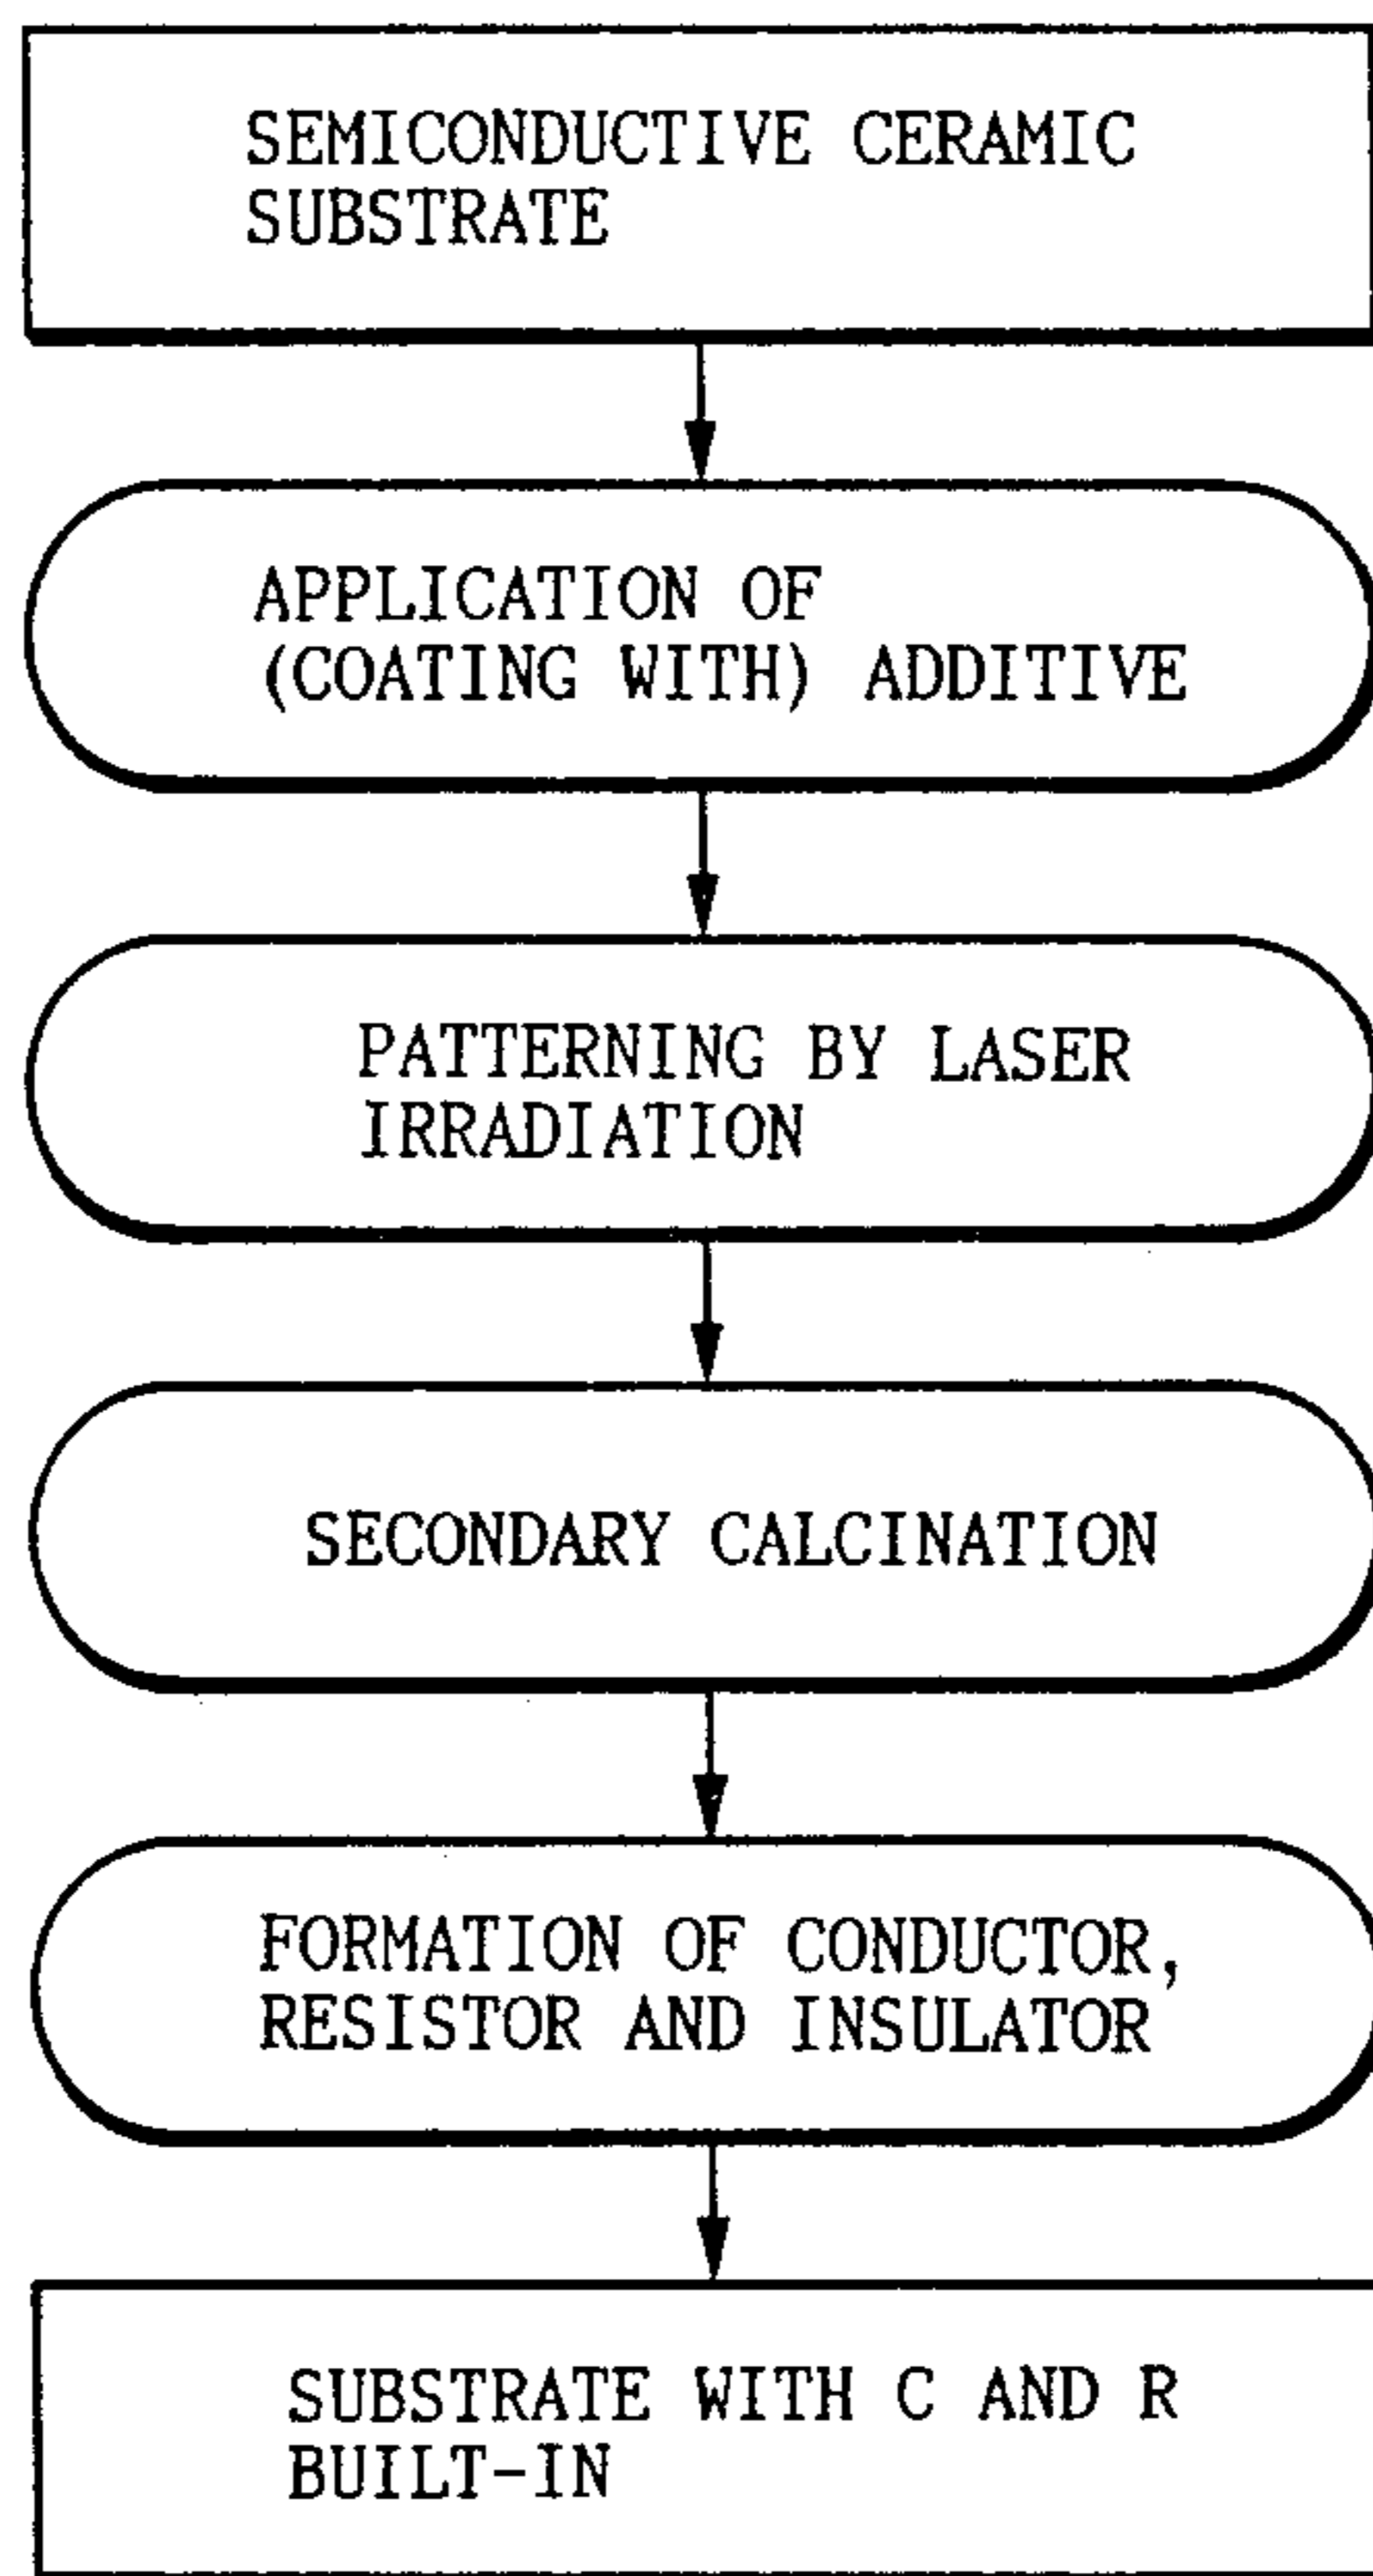 SEMICONDUCTIVE CERAMIC
SUBSTRATE
APPLICATION OF
(COATING WITH) ADDITIVE
PATTERNING BY LASER
IRRADIATION
SECONDARY CALCINATION
FORMATION OF CONDUCTOR,
RESISTOR AND INSULATOR
SUBSTRATE WITH C AND R
BUILT-IN